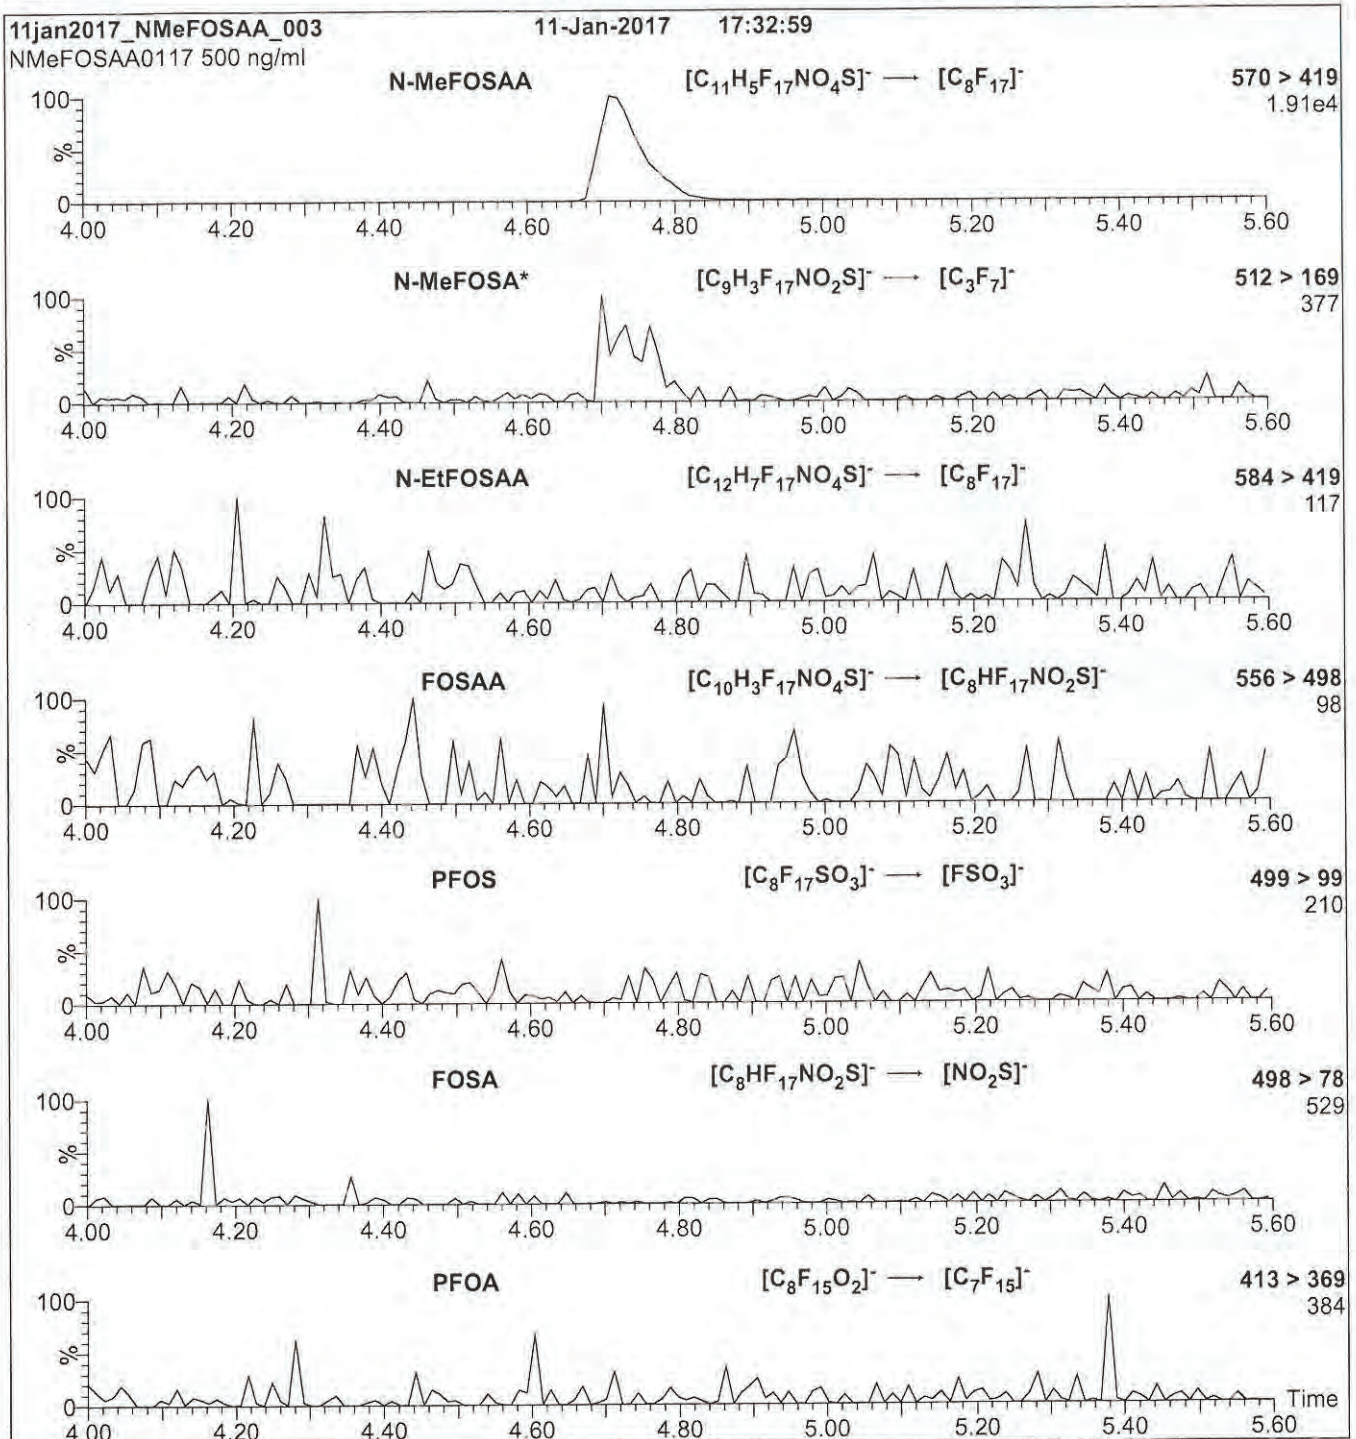 11jan2017_NMeFOSAA_003 11-Jan-2017 17:32:59
NMeFOSAA0117 500 ng/ml
N-MeFOSAA [C₁₁H₅F₁₇NO₄S]⁻ → [C₈F₁₇]⁻ 570 > 419
1.91e4
100
%
0
4.00 4.20 4.40 4.60 4.80 5.00 5.20 5.40 5.60
N-MeFOSA* [C₉H₃F₁₇NO₂S]⁻ → [C₃F₇]⁻ 512 > 169
377
100
%
0
4.00 4.20 4.40 4.60 4.80 5.00 5.20 5.40 5.60
N-EtFOSAA [C₁₂H₇F₁₇NO₄S]⁻ → [C₈F₁₇]⁻ 584 > 419
117
100
%
0
4.00 4.20 4.40 4.60 4.80 5.00 5.20 5.40 5.60
FOSAA [C₁₀H₃F₁₇NO₄S]⁻ → [C₈HF₁₇NO₂S]⁻ 556 > 498
98
100
%
0
4.00 4.20 4.40 4.60 4.80 5.00 5.20 5.40 5.60
PFOS [C₈F₁₇SO₃]⁻ → [FSO₃]⁻ 499 > 99
210
100
%
0
4.00 4.20 4.40 4.60 4.80 5.00 5.20 5.40 5.60
FOSA [C₈HF₁₇NO₂S]⁻ → [NO₂S]⁻ 498 > 78
529
100
%
0
4.00 4.20 4.40 4.60 4.80 5.00 5.20 5.40 5.60
PFOA [C₈F₁₅O₂]⁻ → [C₇F₁₅]⁻ 413 > 369
384
100
%
0
Time
4.00 4.20 4.40 4.60 4.80 5.00 5.20 5.40 5.60